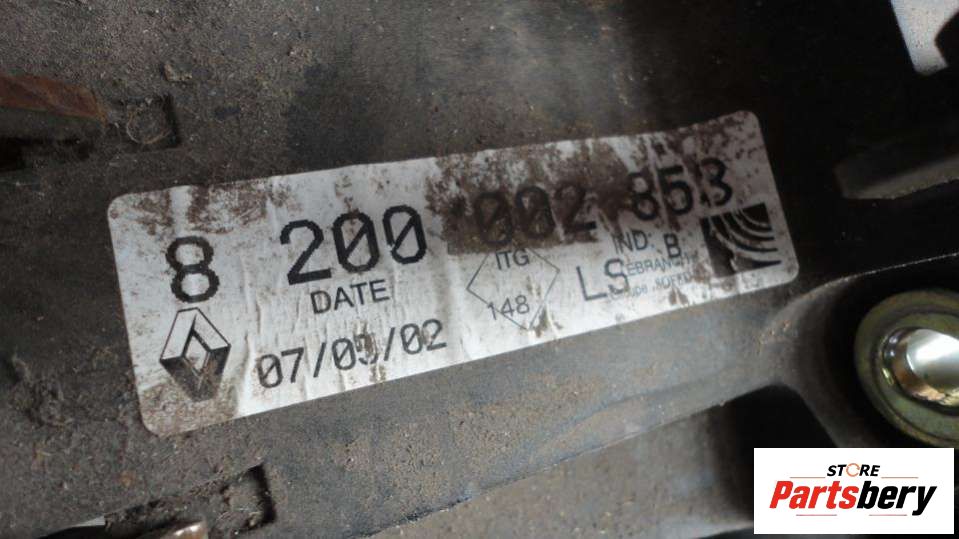 8 200 002 853
DATE
07/05/02
ITG
148
IND: B
LS
STORE
Partsbery